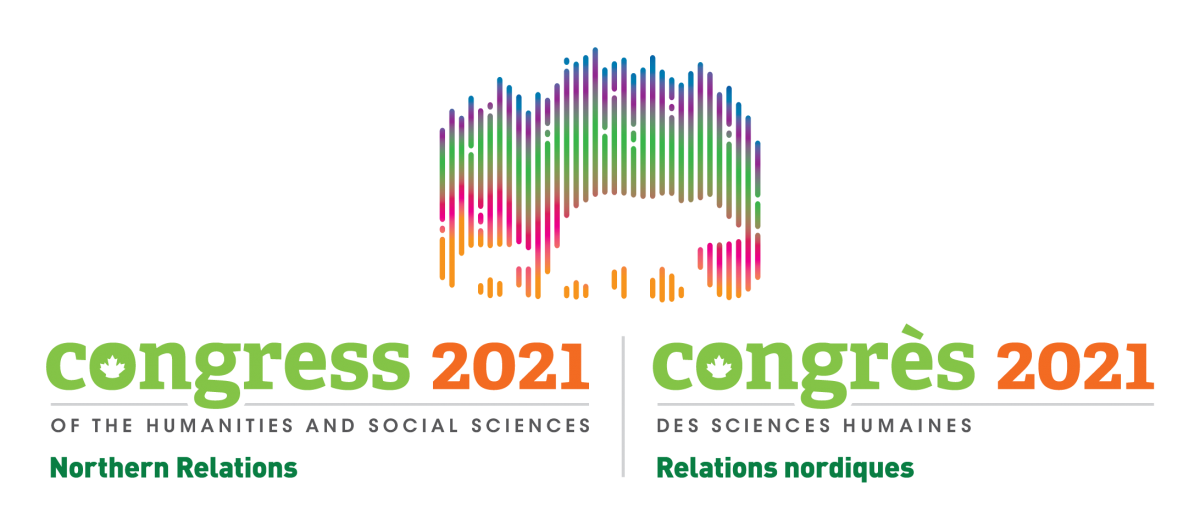 congress 2021
OF THE HUMANITIES AND SOCIAL SCIENCES
Northern Relations
congrès 2021
DES SCIENCES HUMAINES
Relations nordiques